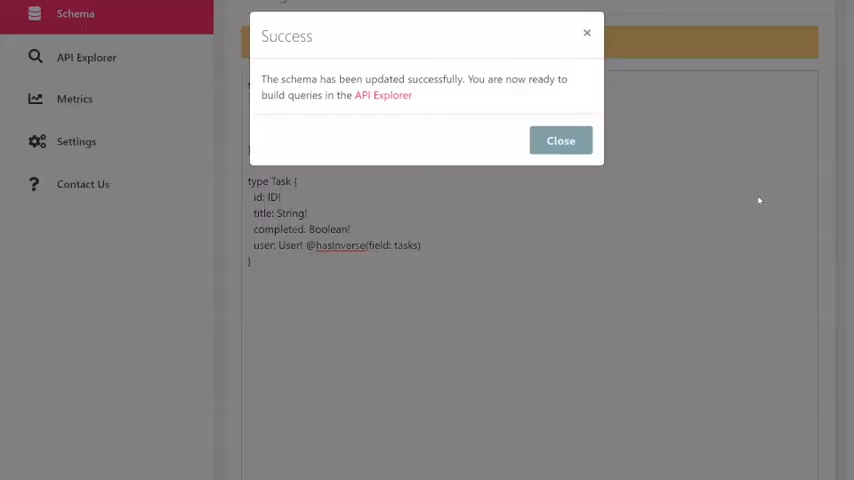 Schema
API Explorer
Metrics
Settings
Contact Us
Success
×
The schema has been updated successfully. You are now ready to
build queries in the API Explorer
Close
type Task {
id: ID!
title: String!
completed: Boolean!
user: User! @hasInverse(field: tasks)
}